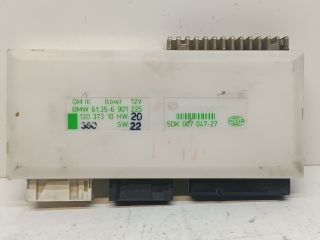 GM III (low) 12V
BMW 61.35-6 901 225
120 373 10 HW 20
380 SW 22
5DK 007 047-27
HELLA